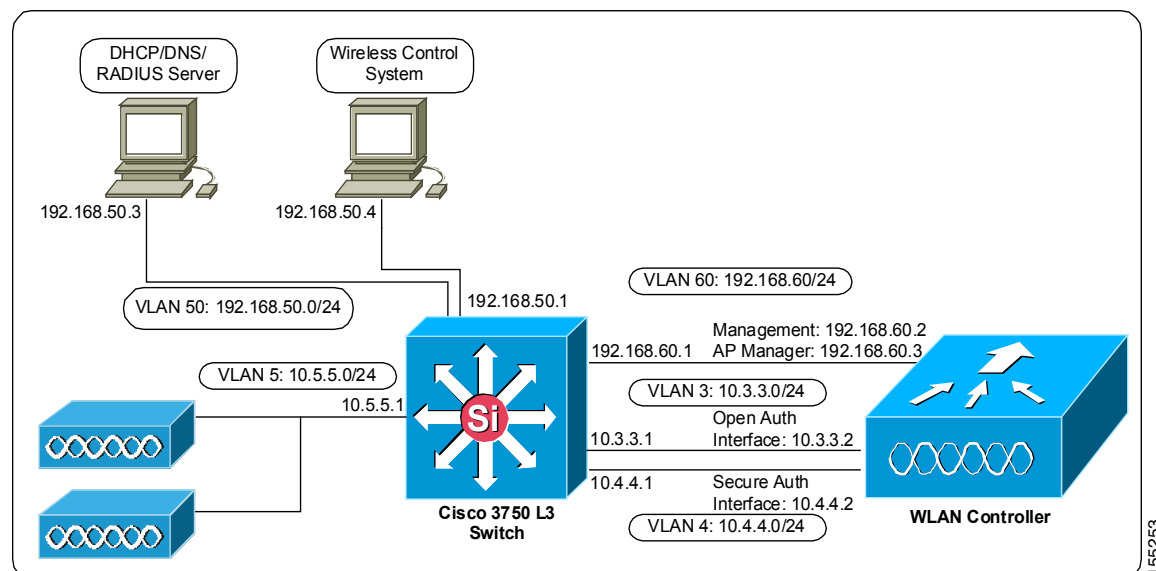 DHCP/DNS/
RADIUS Server
Wireless Control
System
192.168.50.3
192.168.50.4
VLAN 50: 192.168.50.0/24
192.168.50.1
VLAN 60: 192.168.60/24
Management: 192.168.60.2
192.168.60.1
AP Manager: 192.168.60.3
VLAN 5: 10.5.5.0/24
10.5.5.1
VLAN 3: 10.3.3.0/24
Si
Open Auth
10.3.3.1
Interface: 10.3.3.2
10.4.4.1
Secure Auth
Interface: 10.4.4.2
Cisco 3750 L3
Switch
VLAN 4: 10.4.4.0/24
WLAN Controller
155253